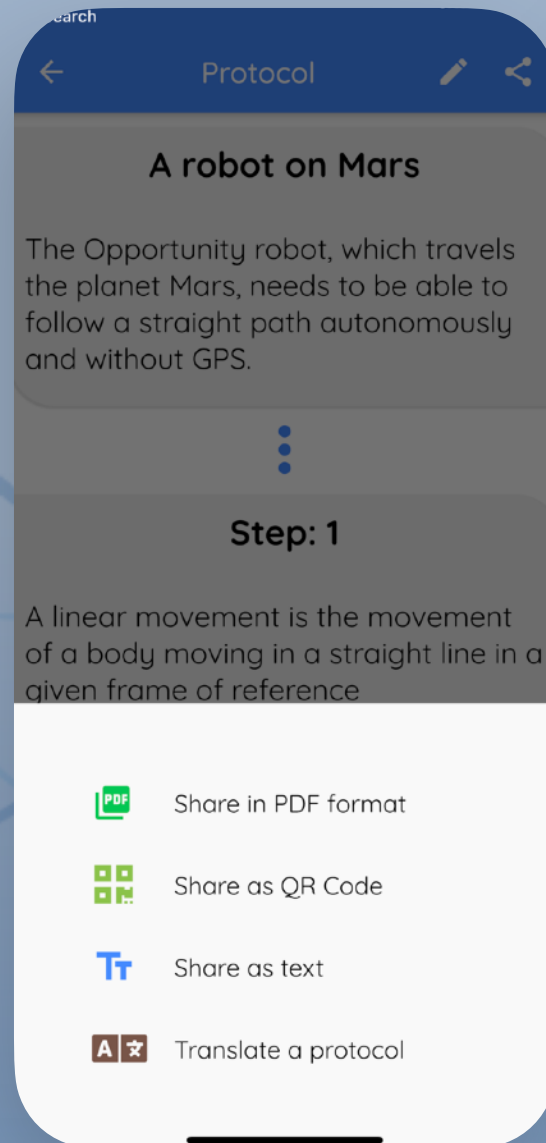 Protocol
A robot on Mars
The Opportunity robot, which travels
the planet Mars, needs to be able to
follow a straight path autonomously
and without GPS.
Step: 1
A linear movement is the movement
of a body moving in a straight line in a
given frame of reference
PDF
Share in PDF format
Share as QR Code
Tт
Share as text
A 文
Translate a protocol